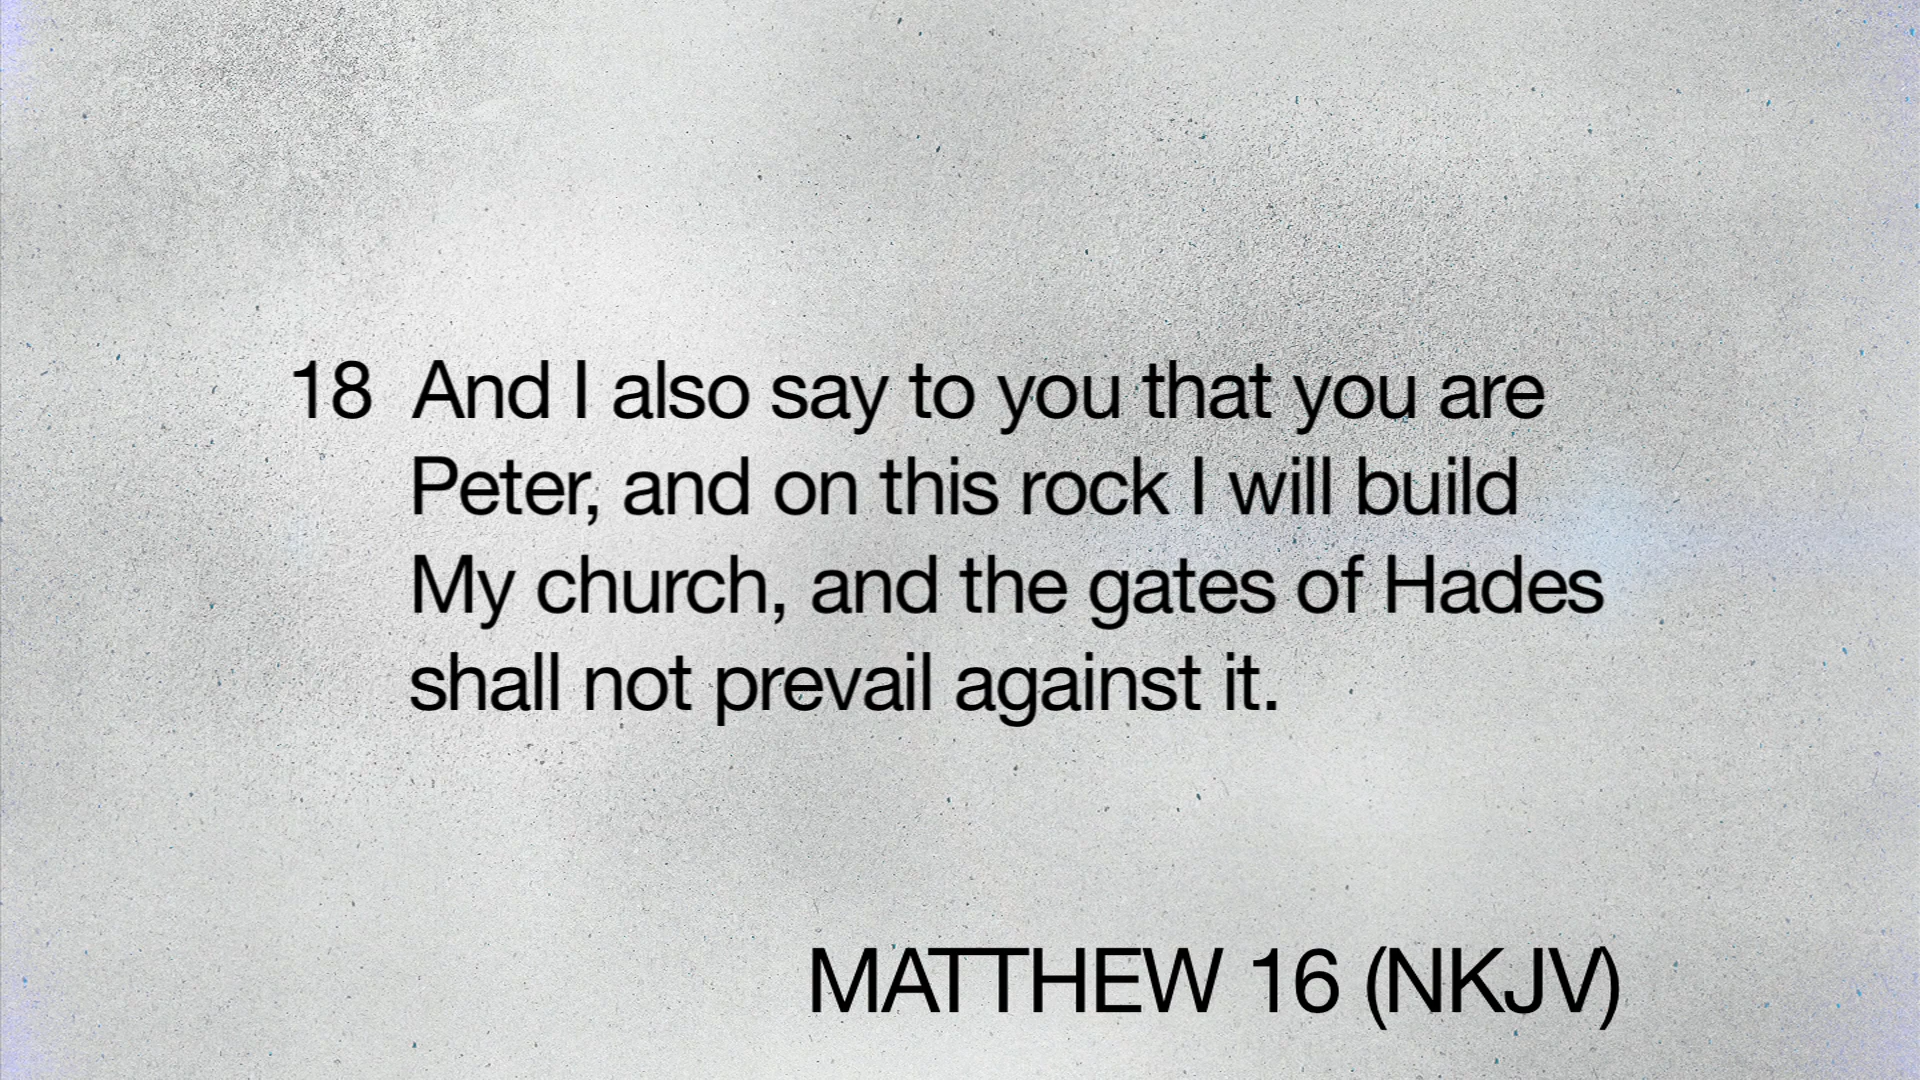 18 And I also say to you that you are
Peter, and on this rock I will build
My church, and the gates of Hades
shall not prevail against it.
MATTHEW 16 (NKJV)